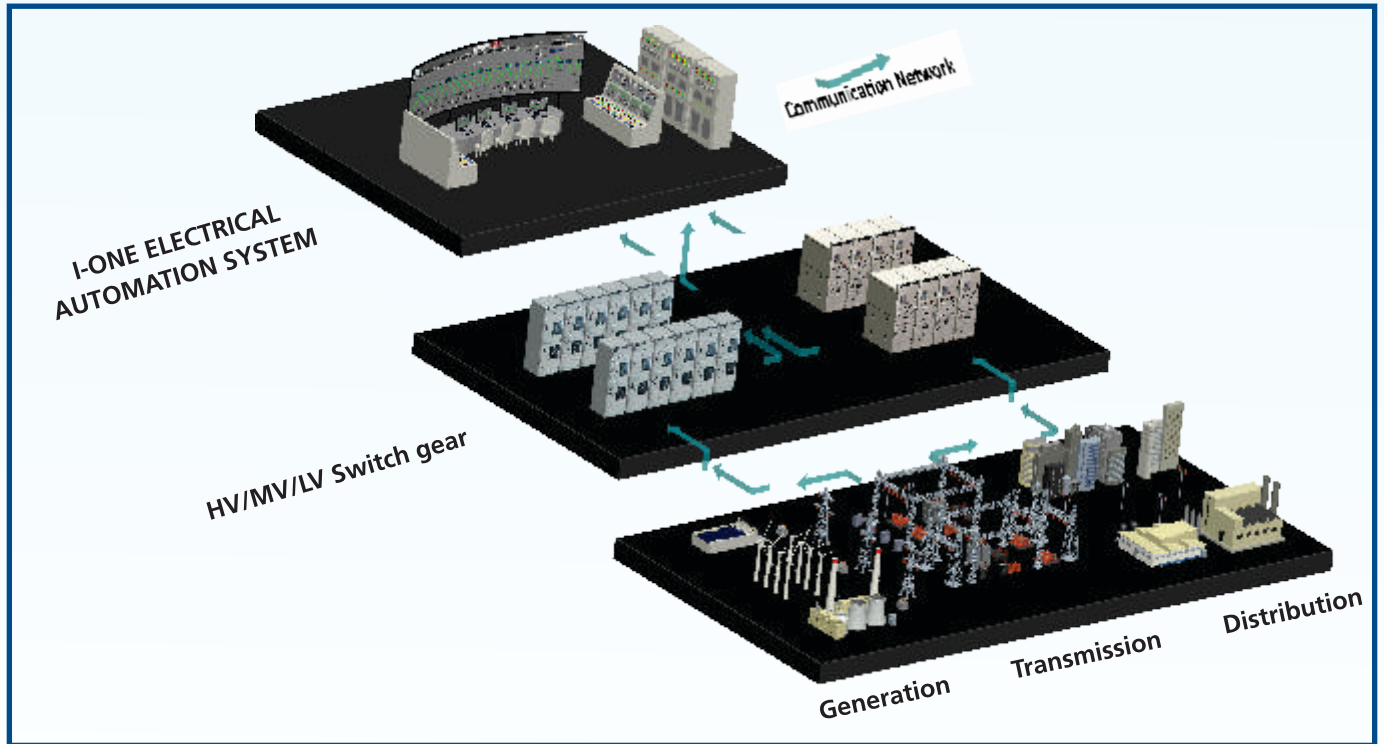 Communication Network
I-ONE ELECTRICAL
AUTOMATION SYSTEM
HV/MV/LV Switch gear
Distribution
Transmission
Generation